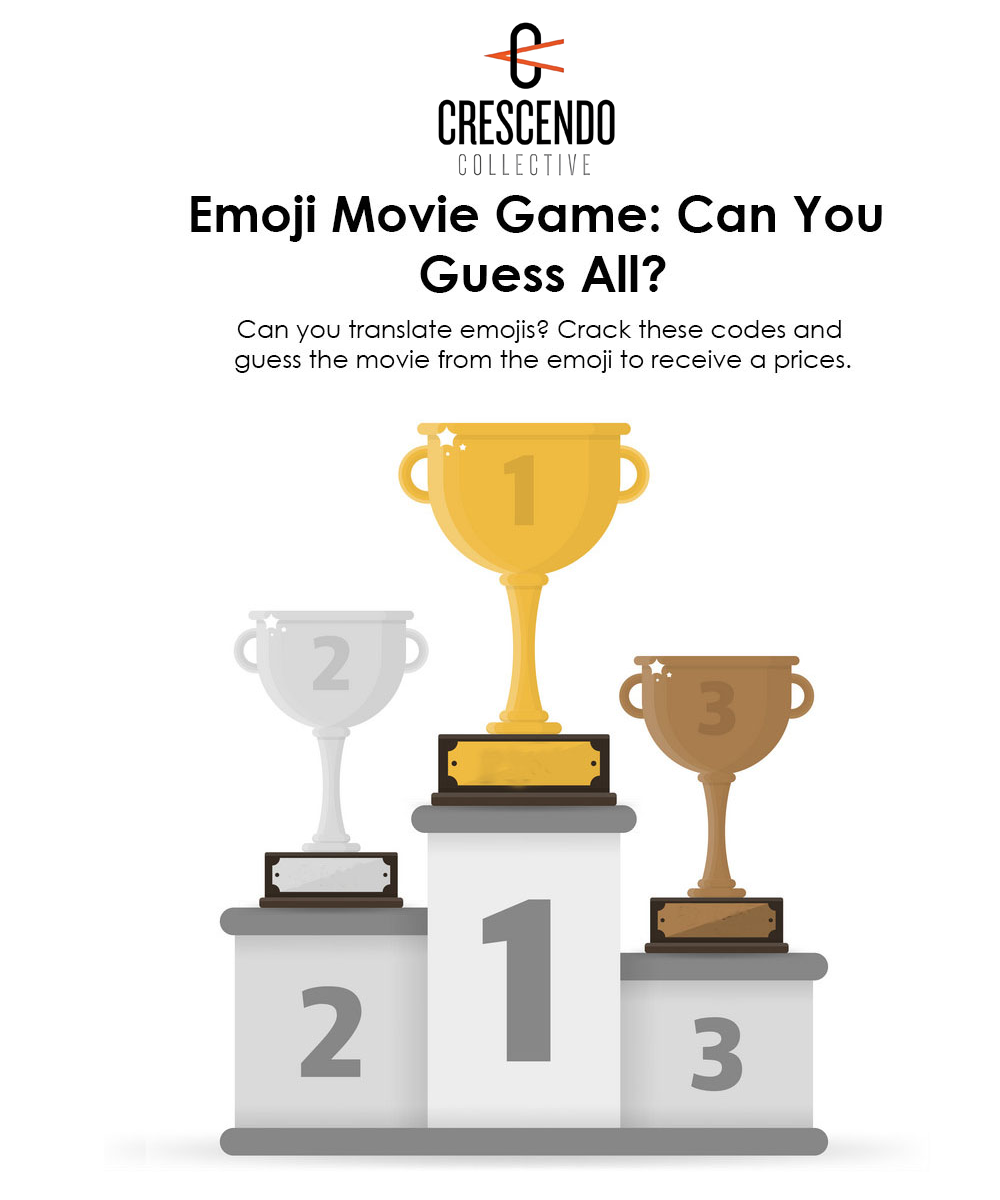 CRESCENDO
COLLECTIVE
Emoji Movie Game: Can You
Guess All?
Can you translate emojis? Crack these codes and
guess the movie from the emoji to receive a prices.
1
2
3
1
2
3